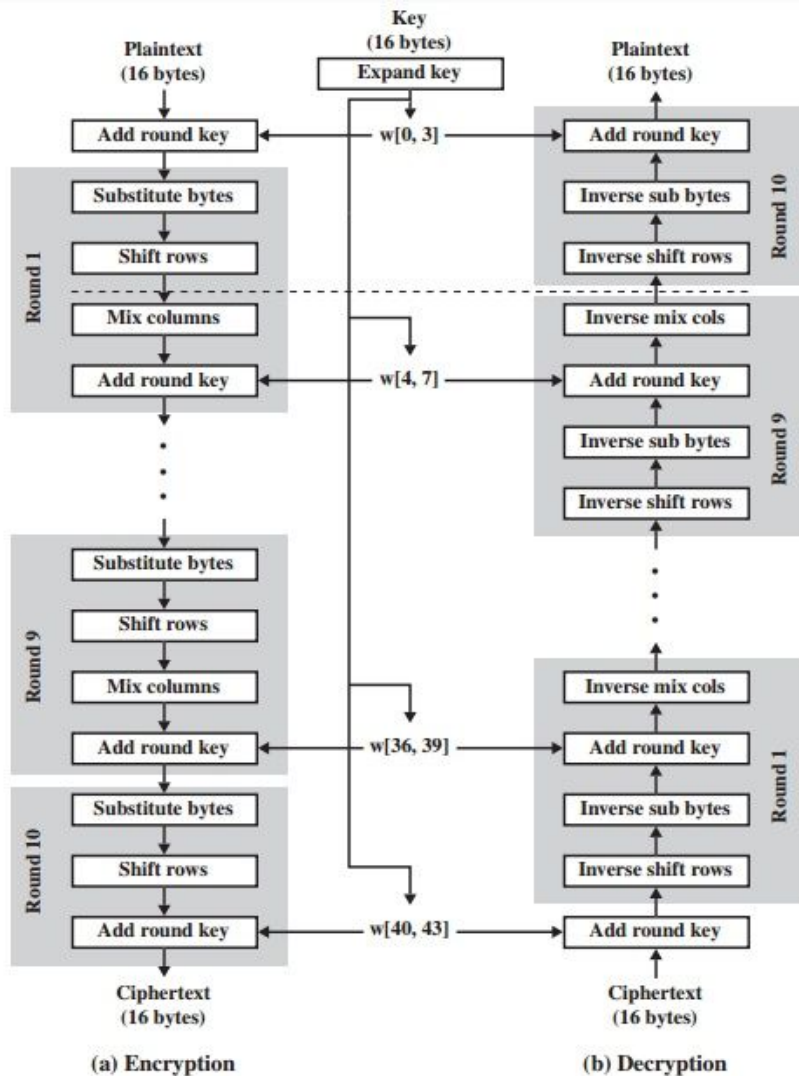 Key
(16 bytes)
Expand key
Plaintext
(16 bytes)
Add round key
Round 1
Substitute bytes
Shift rows
Mix columns
Add round key
Round 9
Substitute bytes
Shift rows
Mix columns
Add round key
Round 10
Substitute bytes
Shift rows
Add round key
Ciphertext
(16 bytes)
(a) Encryption
w[0, 3]
w[4, 7]
w[36, 39]
w[40, 43]
Plaintext
(16 bytes)
Add round key
Inverse sub bytes
Inverse shift rows
Round 10
Inverse mix cols
Add round key
Inverse sub bytes
Inverse shift rows
Round 9
Inverse mix cols
Add round key
Inverse sub bytes
Inverse shift rows
Round 1
Add round key
Ciphertext
(16 bytes)
(b) Decryption